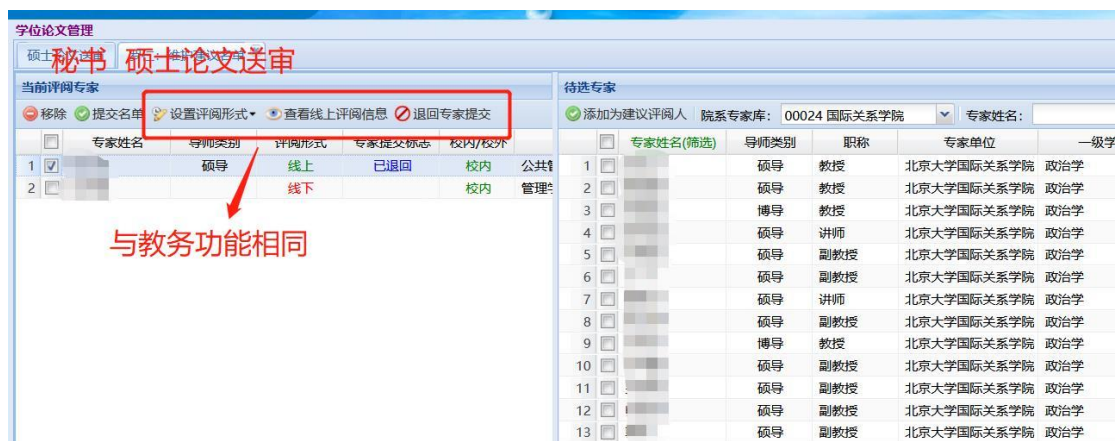 学位论文管理
硕士论文送审
维护建议名单
秘书 硕士论文送审
当前评阅专家
移除 提交名单 设置评阅形式 查看线上评阅信息 退回专家提交
专家姓名 导师类别 评阅形式 专家提交标志 校内/校外
1 硕导 线上 已退回 校内 公共管
2 线下 校内 管理学
与教务功能相同
待选专家
添加为建议评阅人 院系专家库: 00024 国际关系学院 专家姓名:
专家姓名(筛选) 导师类别 职称 专家单位 一级学
1 硕导 教授 北京大学国际关系学院 政治学
2 硕导 教授 北京大学国际关系学院 政治学
3 博导 教授 北京大学国际关系学院 政治学
4 硕导 讲师 北京大学国际关系学院 政治学
5 硕导 副教授 北京大学国际关系学院 政治学
6 硕导 副教授 北京大学国际关系学院 政治学
7 硕导 讲师 北京大学国际关系学院 政治学
8 硕导 副教授 北京大学国际关系学院 政治学
9 博导 教授 北京大学国际关系学院 政治学
10 硕导 副教授 北京大学国际关系学院 政治学
11 硕导 副教授 北京大学国际关系学院 政治学
12 硕导 副教授 北京大学国际关系学院 政治学
13 硕导 副教授 北京大学国际关系学院 政治学